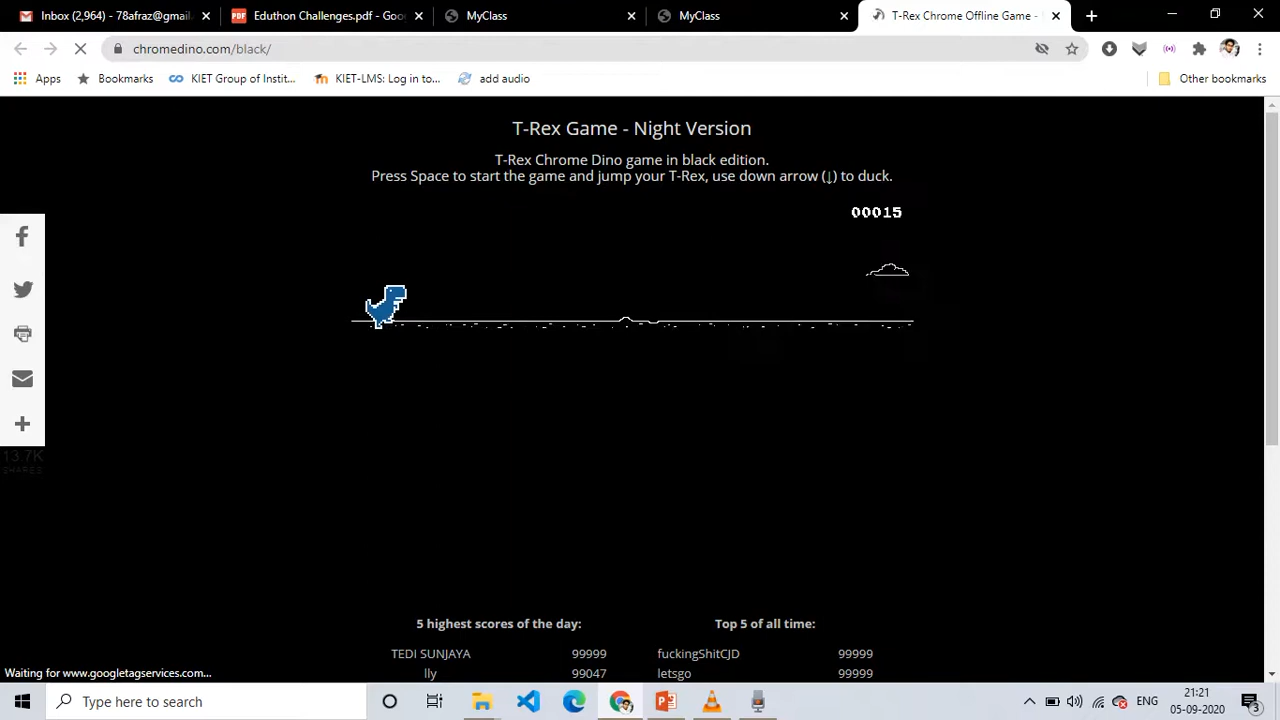 Inbox (2,964) - 78afraz@gmail
Eduthon Challenges.pdf - Goo
MyClass
MyClass
T-Rex Chrome Offline Game -
chromedino.com/black/
Apps
Bookmarks
KIET Group of Instit...
KIET-LMS: Log in to...
add audio
Other bookmarks
T-Rex Game - Night Version
T-Rex Chrome Dino game in black edition.
Press Space to start the game and jump your T-Rex, use down arrow (↓) to duck.
00015
13.7K
SHARES
5 highest scores of the day:
Top 5 of all time:
TEDI SUNJAYA 99999
fuckingShitCJD 99999
lly 99047
letsgo 99999
Waiting for www.googletagservices.com...
Type here to search
ENG
21:21
05-09-2020
3